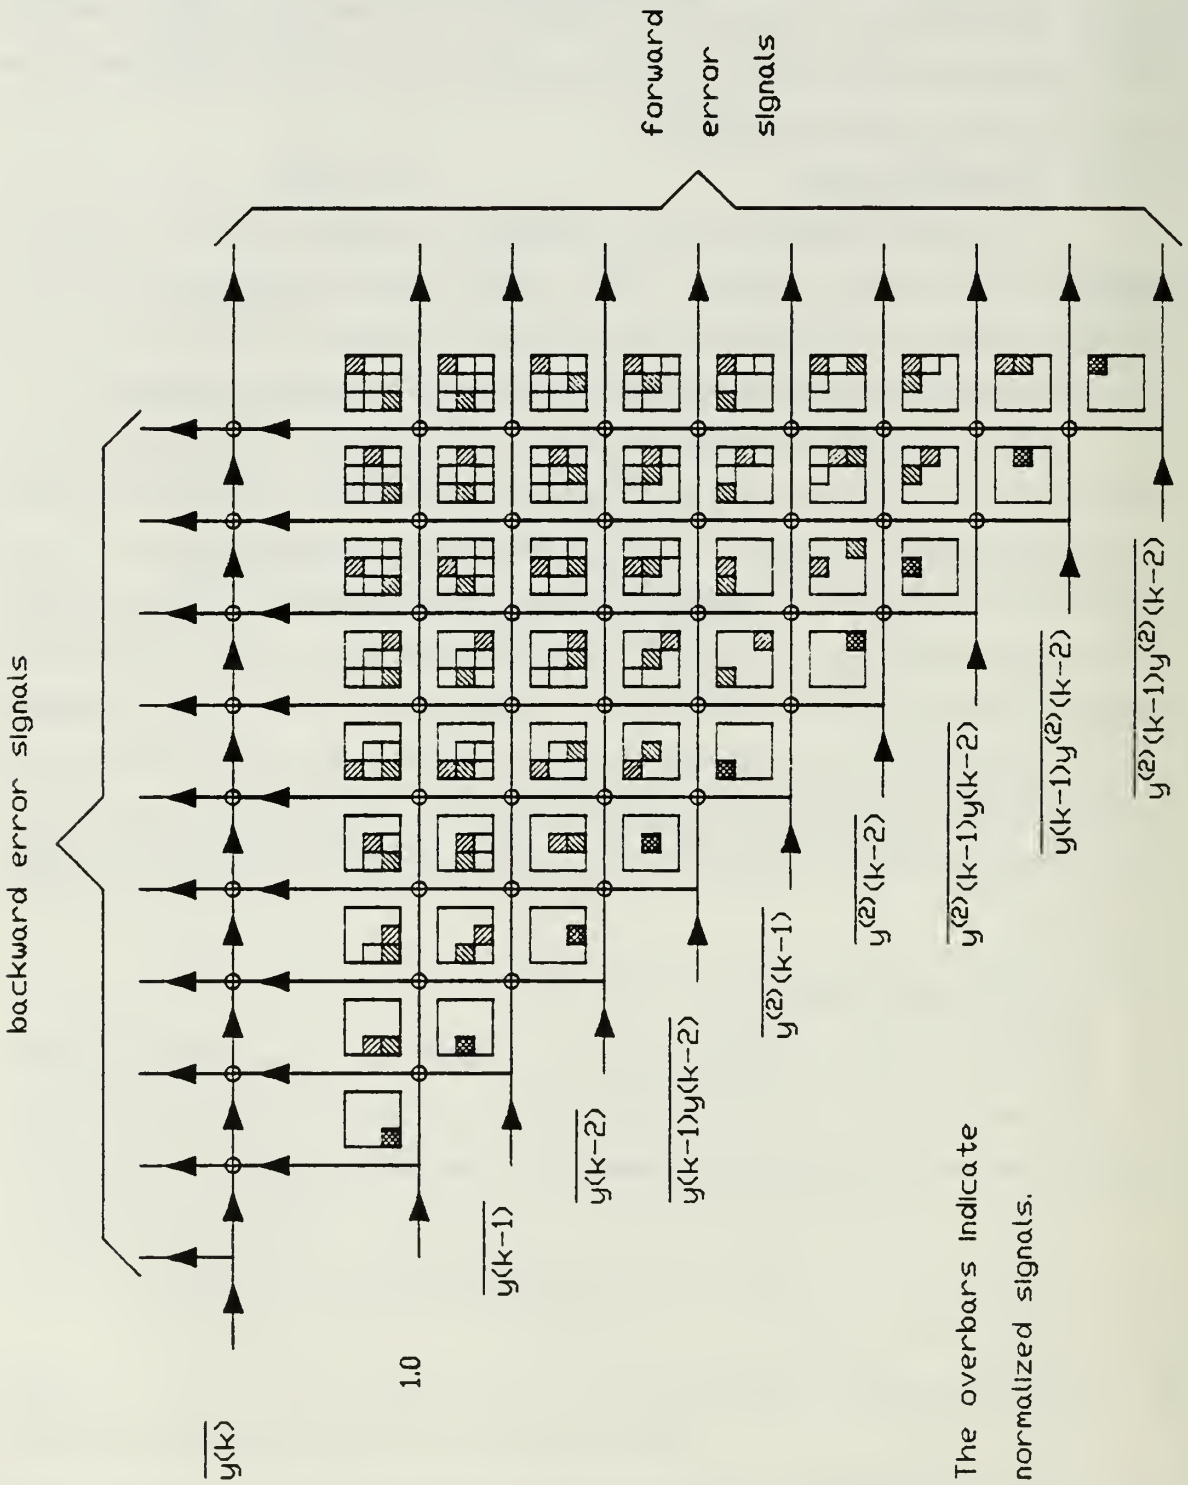 backward error signals
forward
error
signals
y(k)
1.0
y(k-1)
y(k-2)
y(k-1)y(k-2)
y⁽²⁾(k-1)
y⁽²⁾(k-2)
y⁽²⁾(k-1)y(k-2)
y(k-1)y⁽²⁾(k-2)
y⁽²⁾(k-1)y⁽²⁾(k-2)
The overbars indicate
normalized signals.